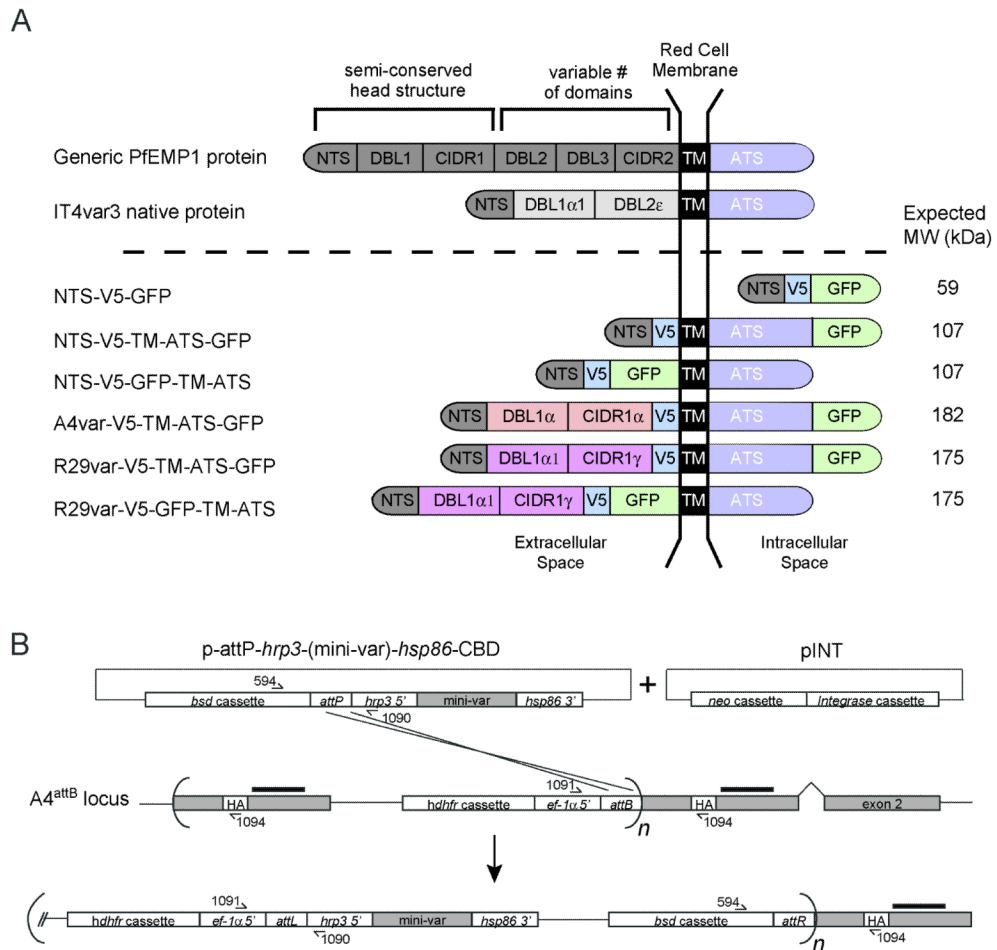 A
Red Cell
Membrane
semi-conserved
head structure
variable #
of domains
Generic PfEMP1 protein
NTS DBL1 CIDR1 DBL2 DBL3 CIDR2 TM ATS
IT4var3 native protein
NTS DBL1α1 DBL2ε TM ATS
Expected
MW (kDa)
NTS-V5-GFP
NTS V5 GFP
59
NTS-V5-TM-ATS-GFP
NTS V5 TM ATS GFP
107
NTS-V5-GFP-TM-ATS
NTS V5 GFP TM ATS
107
A4var-V5-TM-ATS-GFP
NTS DBL1α CIDR1α V5 TM ATS GFP
182
R29var-V5-TM-ATS-GFP
NTS DBL1α1 CIDR1γ V5 TM ATS GFP
175
R29var-V5-GFP-TM-ATS
NTS DBL1α1 CIDR1γ V5 GFP TM ATS
175
Extracellular
Space
Intracellular
Space
B
p-attP-hrp3-(mini-var)-hsp86-CBD
pINT
594
bsd cassette attP hrp3 5' mini-var hsp86 3'
1090
+
neo cassette Integrase cassette
A4attB locus
HA
1094
1091
hdhfr cassette ef-1α 5' attB
n
HA
1094
exon 2
1091
594
hdhfr cassette ef-1α 5' attL hrp3 5' mini-var hsp86 3' bsd cassette attR HA
1090
n
1094